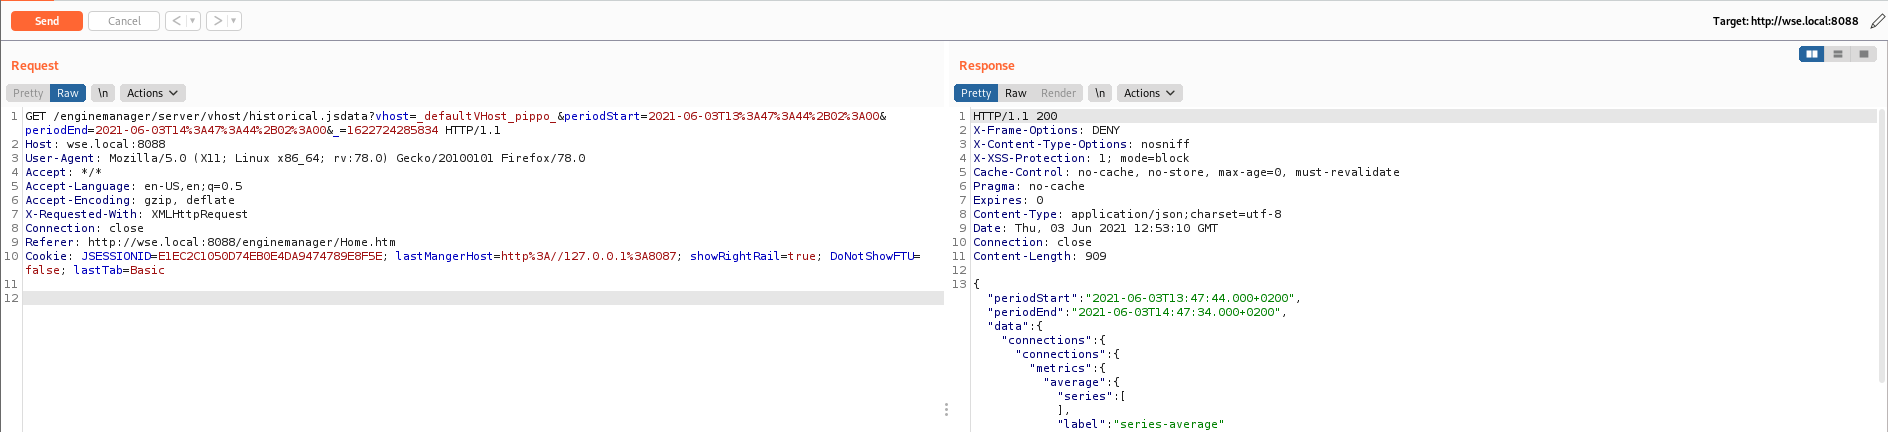 Send Cancel < > Target: http://wse.local:8088
Request
Pretty Raw \n Actions
1 GET /enginemanager/server/vhost/historical.jsdata?vhost=_defaultVHost_pippo_&periodStart=2021-06-03T13%3A47%3A44%2B02%3A00&
periodEnd=2021-06-03T14%3A47%3A44%2B02%3A00&_=1622724285834 HTTP/1.1
2 Host: wse.local:8088
3 User-Agent: Mozilla/5.0 (X11; Linux x86_64; rv:78.0) Gecko/20100101 Firefox/78.0
4 Accept: */*
5 Accept-Language: en-US,en;q=0.5
6 Accept-Encoding: gzip, deflate
7 X-Requested-With: XMLHttpRequest
8 Connection: close
9 Referer: http://wse.local:8088/enginemanager/Home.htm
10 Cookie: JSESSIONID=E1EC2C1050D74EB0E4DA9474789E8F5E; lastMangerHost=http%3A//127.0.0.1%3A8087; showRightRail=true; DoNotShowFTU=
false; lastTab=Basic
11
12
Response
Pretty Raw Render \n Actions
1 HTTP/1.1 200
2 X-Frame-Options: DENY
3 X-Content-Type-Options: nosniff
4 X-XSS-Protection: 1; mode=block
5 Cache-Control: no-cache, no-store, max-age=0, must-revalidate
6 Pragma: no-cache
7 Expires: 0
8 Content-Type: application/json;charset=utf-8
9 Date: Thu, 03 Jun 2021 12:53:10 GMT
10 Connection: close
11 Content-Length: 909
12
13 {
"periodStart":"2021-06-03T13:47:44.000+0200",
"periodEnd":"2021-06-03T14:47:34.000+0200",
"data":{
"connections":{
"connections":{
"metrics":{
"average":{
"series":[
],
"label":"series-average"